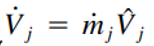 V̇ⱼ = ṁⱼV̂ⱼ